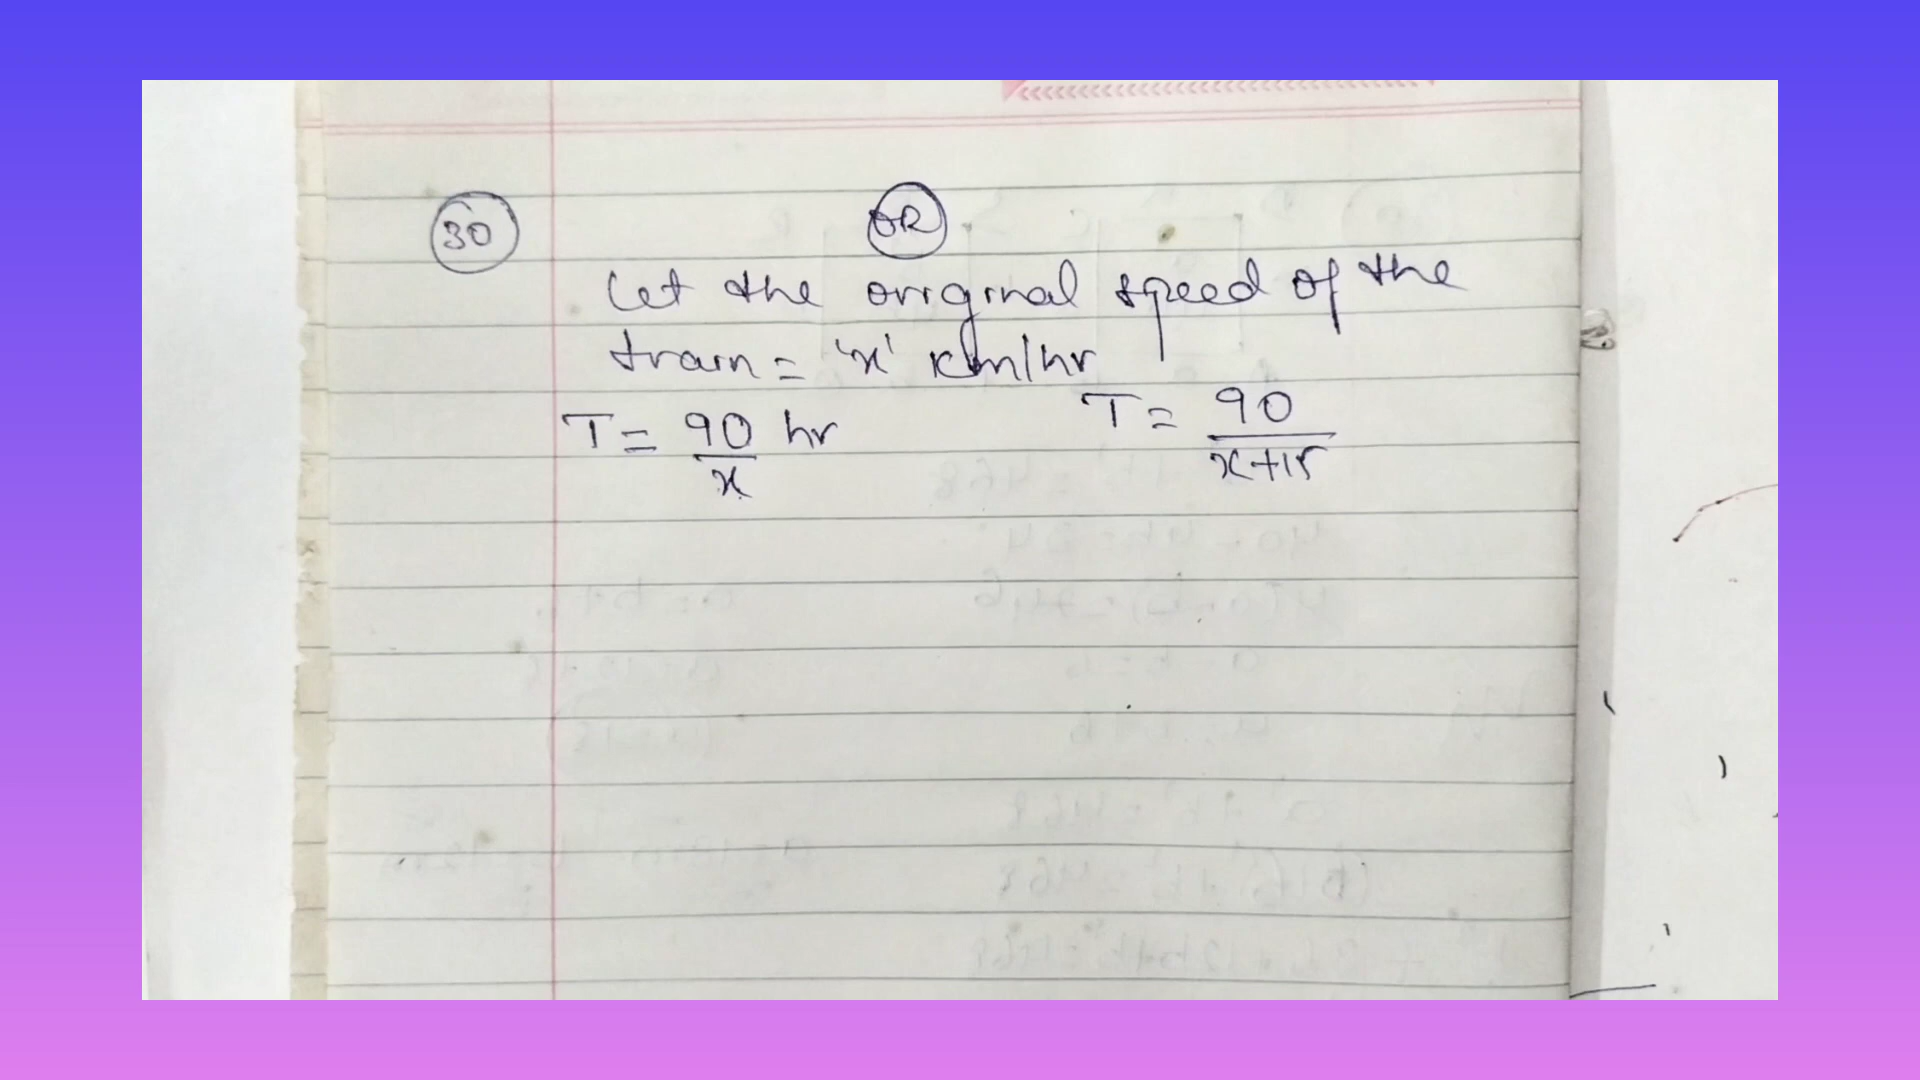 30 OR
Let the original speed of the
train = 'x' km/hr
T = 90/x hr T = 90/x+15